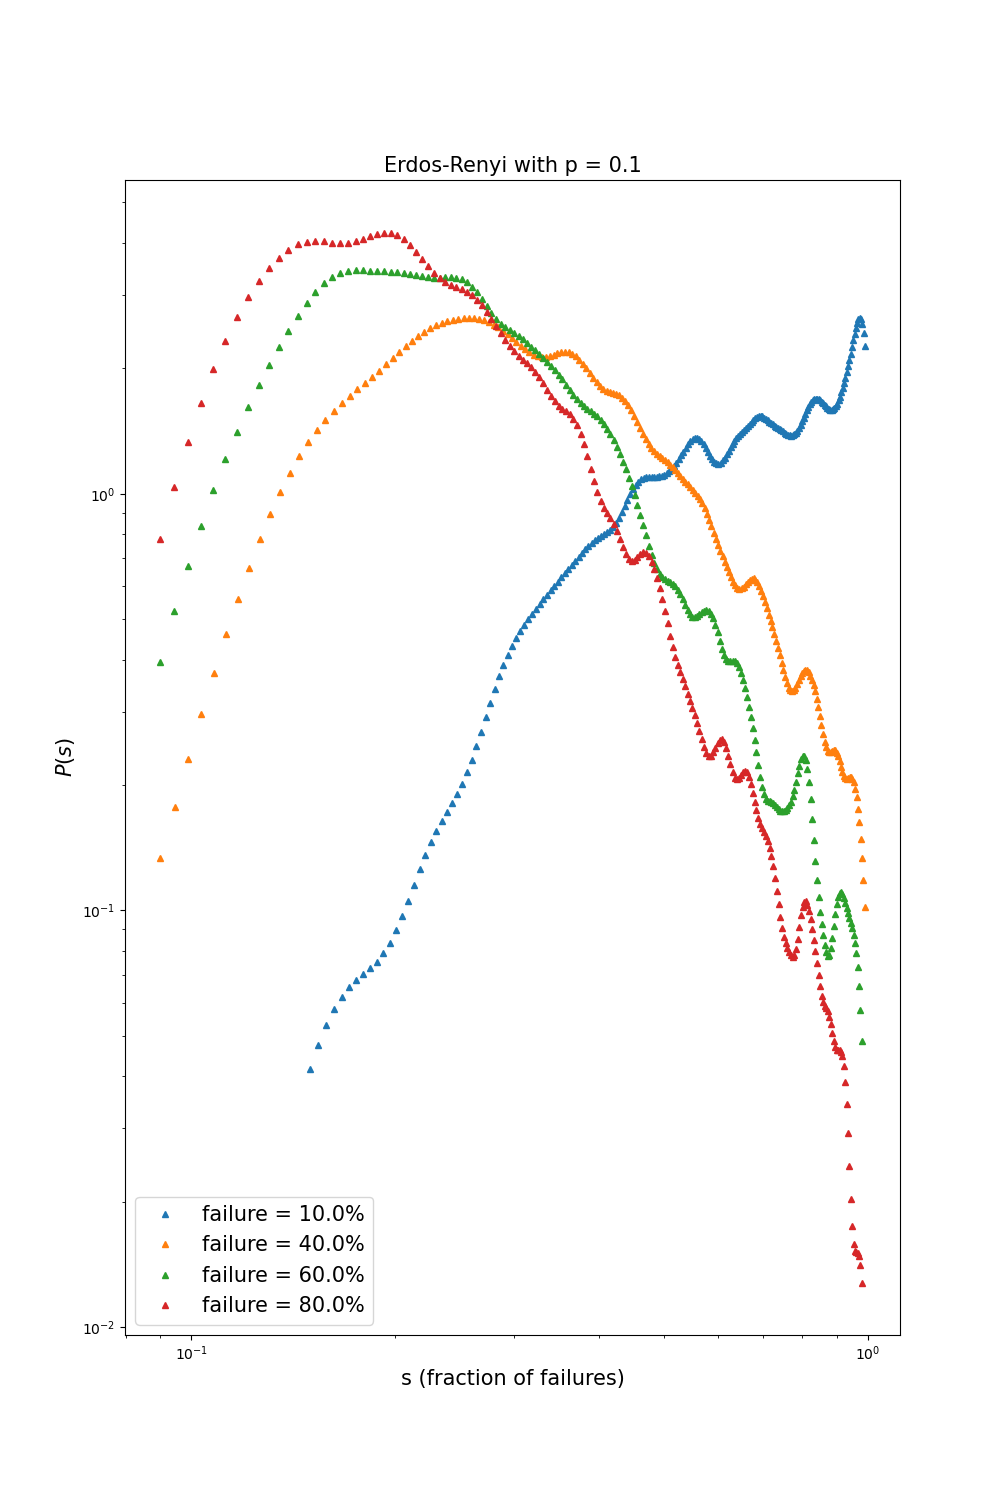 Erdos-Renyi with p = 0.1
P(s)
10⁰
10⁻¹
10⁻²
failure = 10.0%
failure = 40.0%
failure = 60.0%
failure = 80.0%
10⁻¹
10⁰
s (fraction of failures)